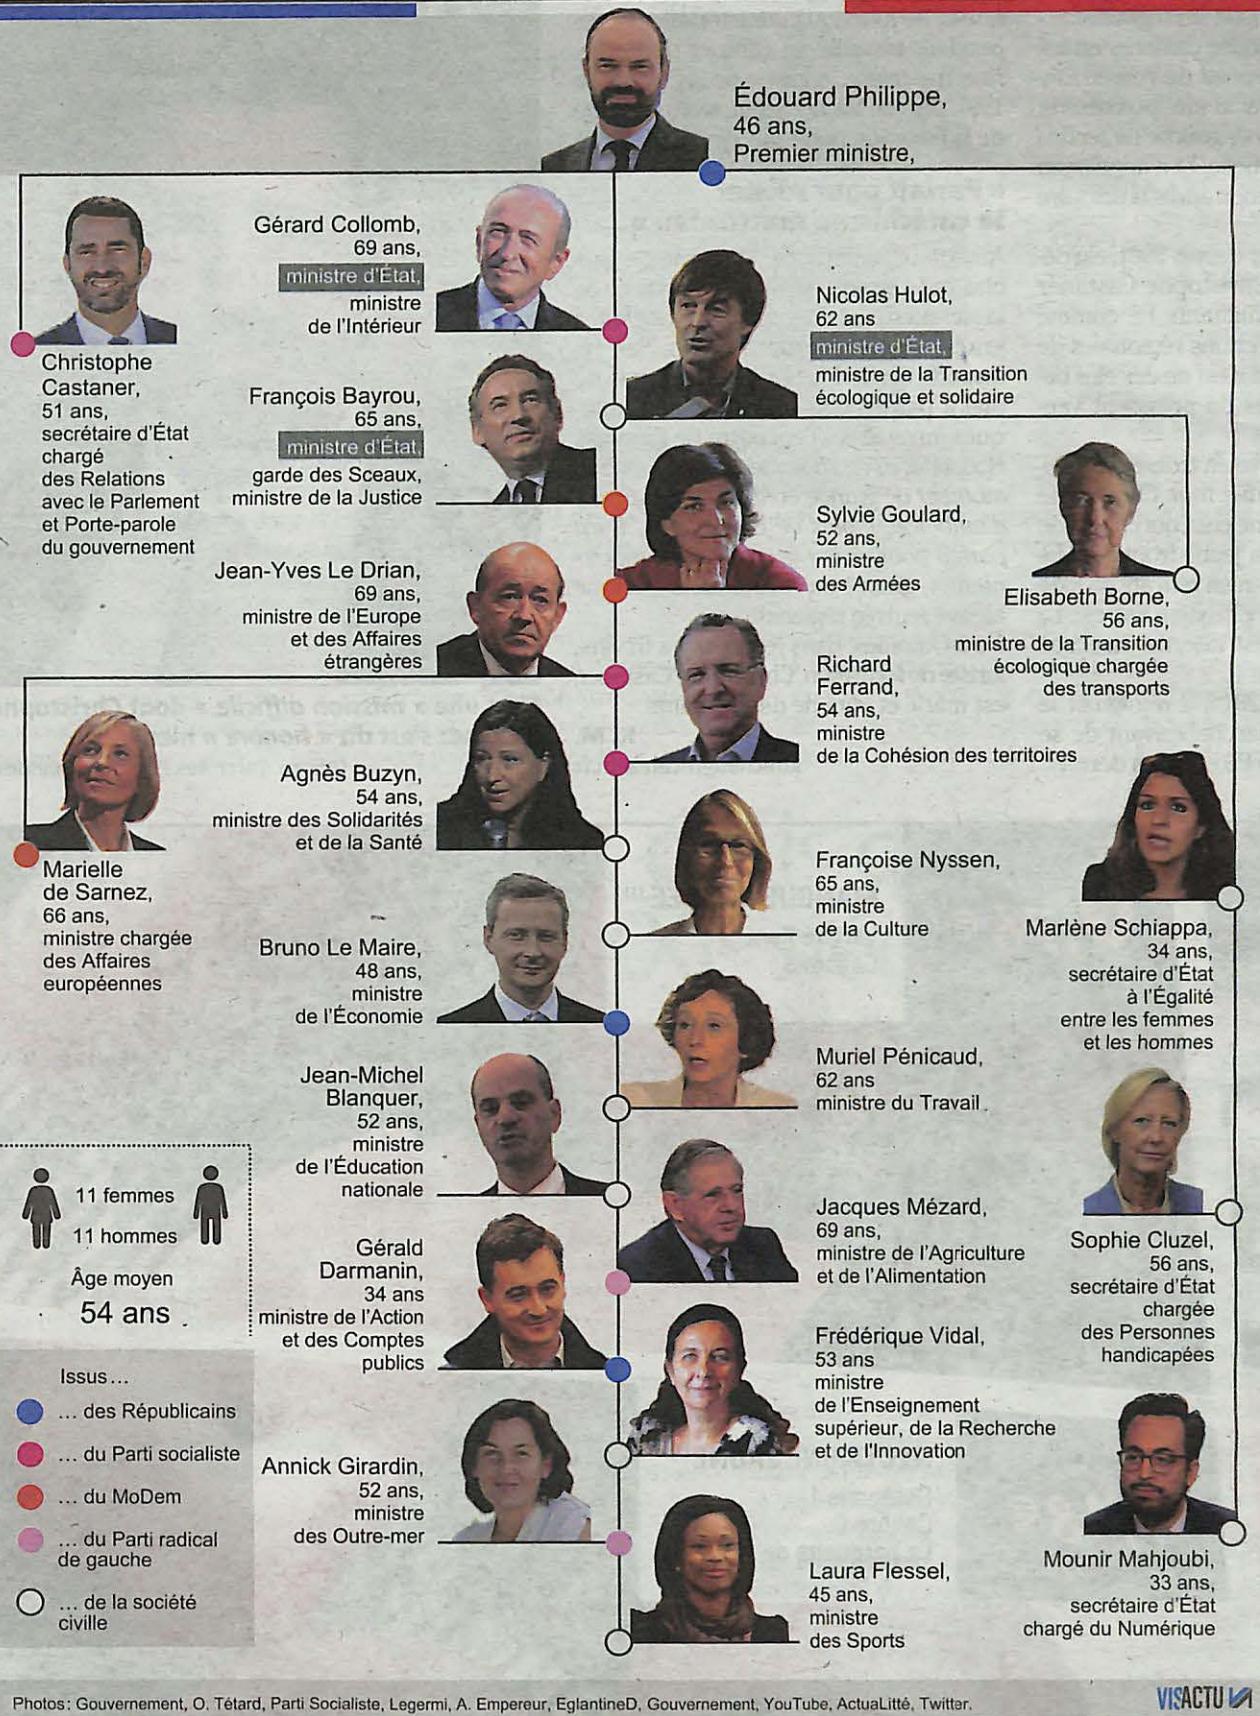 Édouard Philippe,
46 ans,
Premier ministre,
Christophe
Castaner,
51 ans,
secrétaire d'État
chargé
des Relations
avec le Parlement
et Porte-parole
du gouvernement
Gérard Collomb,
69 ans,
ministre d'État,
ministre
de l'Intérieur
Nicolas Hulot,
62 ans
ministre d'État,
ministre de la Transition
écologique et solidaire
François Bayrou,
65 ans,
ministre d'État,
garde des Sceaux,
ministre de la Justice
Sylvie Goulard,
52 ans,
ministre
des Armées
Elisabeth Borne,
56 ans,
ministre de la Transition
écologique chargée
des transports
Jean-Yves Le Drian,
69 ans,
ministre de l'Europe
et des Affaires
étrangères
Richard
Ferrand,
54 ans,
ministre
de la Cohésion des territoires
Marielle
de Sarnez,
66 ans,
ministre chargée
des Affaires
européennes
Agnès Buzyn,
54 ans,
ministre des Solidarités
et de la Santé
Françoise Nyssen,
65 ans,
ministre
de la Culture
Marlène Schiappa,
34 ans,
secrétaire d'État
à l'Égalité
entre les femmes
et les hommes
Bruno Le Maire,
48 ans,
ministre
de l'Économie
Muriel Pénicaud,
62 ans
ministre du Travail
Jean-Michel
Blanquer,
52 ans,
ministre
de l'Éducation
nationale
Jacques Mézard,
69 ans,
ministre de l'Agriculture
et de l'Alimentation
Sophie Cluzel,
56 ans,
secrétaire d'État
chargée
des Personnes
handicapées
Gérald
Darmanin,
34 ans
ministre de l'Action
et des Comptes
publics
Frédérique Vidal,
53 ans
ministre
de l'Enseignement
supérieur, de la Recherche
et de l'Innovation
Annick Girardin,
52 ans,
ministre
des Outre-mer
Laura Flessel,
45 ans,
ministre
des Sports
Mounir Mahjoubi,
33 ans,
secrétaire d'État
chargé du Numérique
11 femmes
11 hommes
Âge moyen
54 ans
Issus...
... des Républicains
... du Parti socialiste
... du MoDem
... du Parti radical
de gauche
... de la société
civille
Photos: Gouvernement, O. Tétard, Parti Socialiste, Legermi, A. Empereur, EglantineD, Gouvernement, YouTube, ActuaLitté, Twitter.
VISACTU